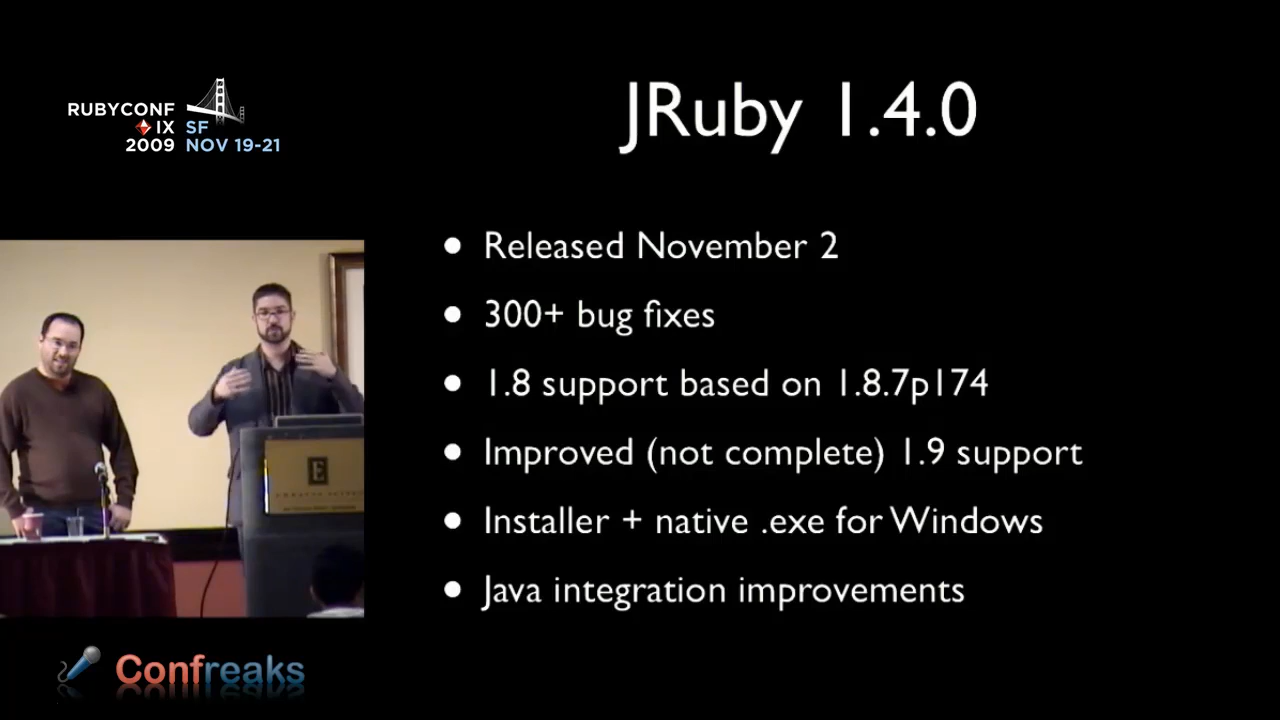 RUBYCONF
IX SF
2009 NOV 19-21
JRuby 1.4.0
• Released November 2
• 300+ bug fixes
• 1.8 support based on 1.8.7p174
• Improved (not complete) 1.9 support
• Installer + native .exe for Windows
• Java integration improvements
E
Confreaks